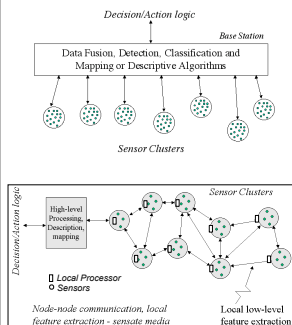 Decision/Action logic
Base Station
Data Fusion, Detection, Classification and
Mapping or Descriptive Algorithms
Sensor Clusters
Sensor Clusters
Decision/Action logic
High-level
Processing,
Description,
mapping
Local Processor
Sensors
Node-node communication, local
feature extraction - sensate media
Local low-level
feature extraction